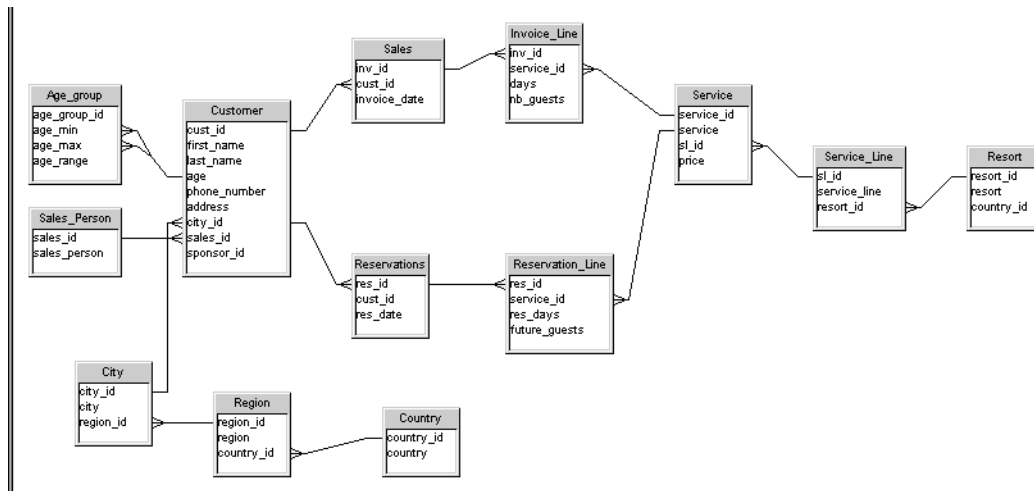 Age_group
age_group_id
age_min
age_max
age_range
Sales_Person
sales_id
sales_person
Customer
cust_id
first_name
last_name
age
phone_number
address
city_id
sales_id
sponsor_id
Sales
inv_id
cust_id
invoice_date
Invoice_Line
inv_id
service_id
days
nb_guests
Reservations
res_id
cust_id
res_date
Reservation_Line
res_id
service_id
res_days
future_guests
Service
service_id
service
sl_id
price
Service_Line
sl_id
service_line
resort_id
Resort
resort_id
resort
country_id
City
city_id
city
region_id
Region
region_id
region
country_id
Country
country_id
country